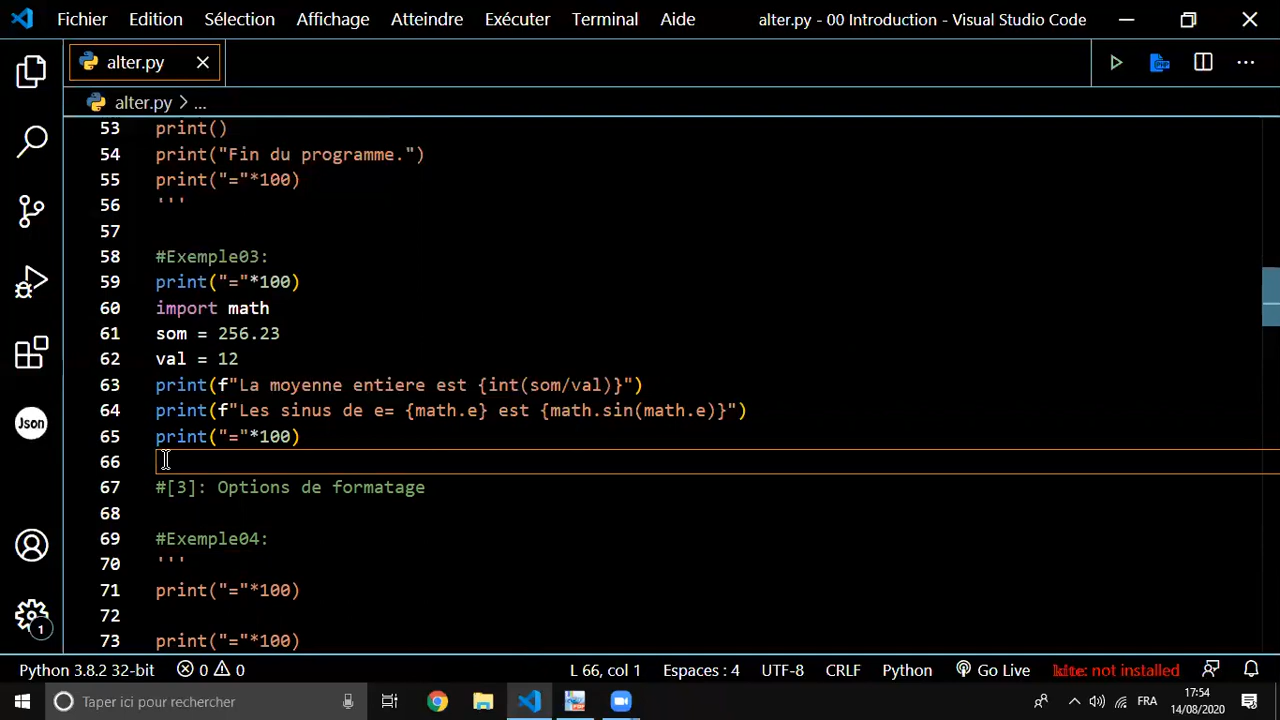 Fichier Edition Sélection Affichage Atteindre Exécuter Terminal Aide alter.py - 00 Introduction - Visual Studio Code
alter.py
alter.py > ...
53 print()
54 print("Fin du programme.")
55 print("="*100)
56 '''
57
58 #Exemple03:
59 print("="*100)
60 import math
61 som = 256.23
62 val = 12
63 print(f"La moyenne entiere est {int(som/val)}")
64 print(f"Les sinus de e= {math.e} est {math.sin(math.e)}")
65 print("="*100)
66
67 #[3]: Options de formatage
68
69 #Exemple04:
70 '''
71 print("="*100)
72
73 print("="*100)
Json
1
Python 3.8.2 32-bit 0 0 L 66, col 1 Espaces : 4 UTF-8 CRLF Python Go Live kite: not installed
Taper ici pour rechercher FRA 17:54
14/08/2020